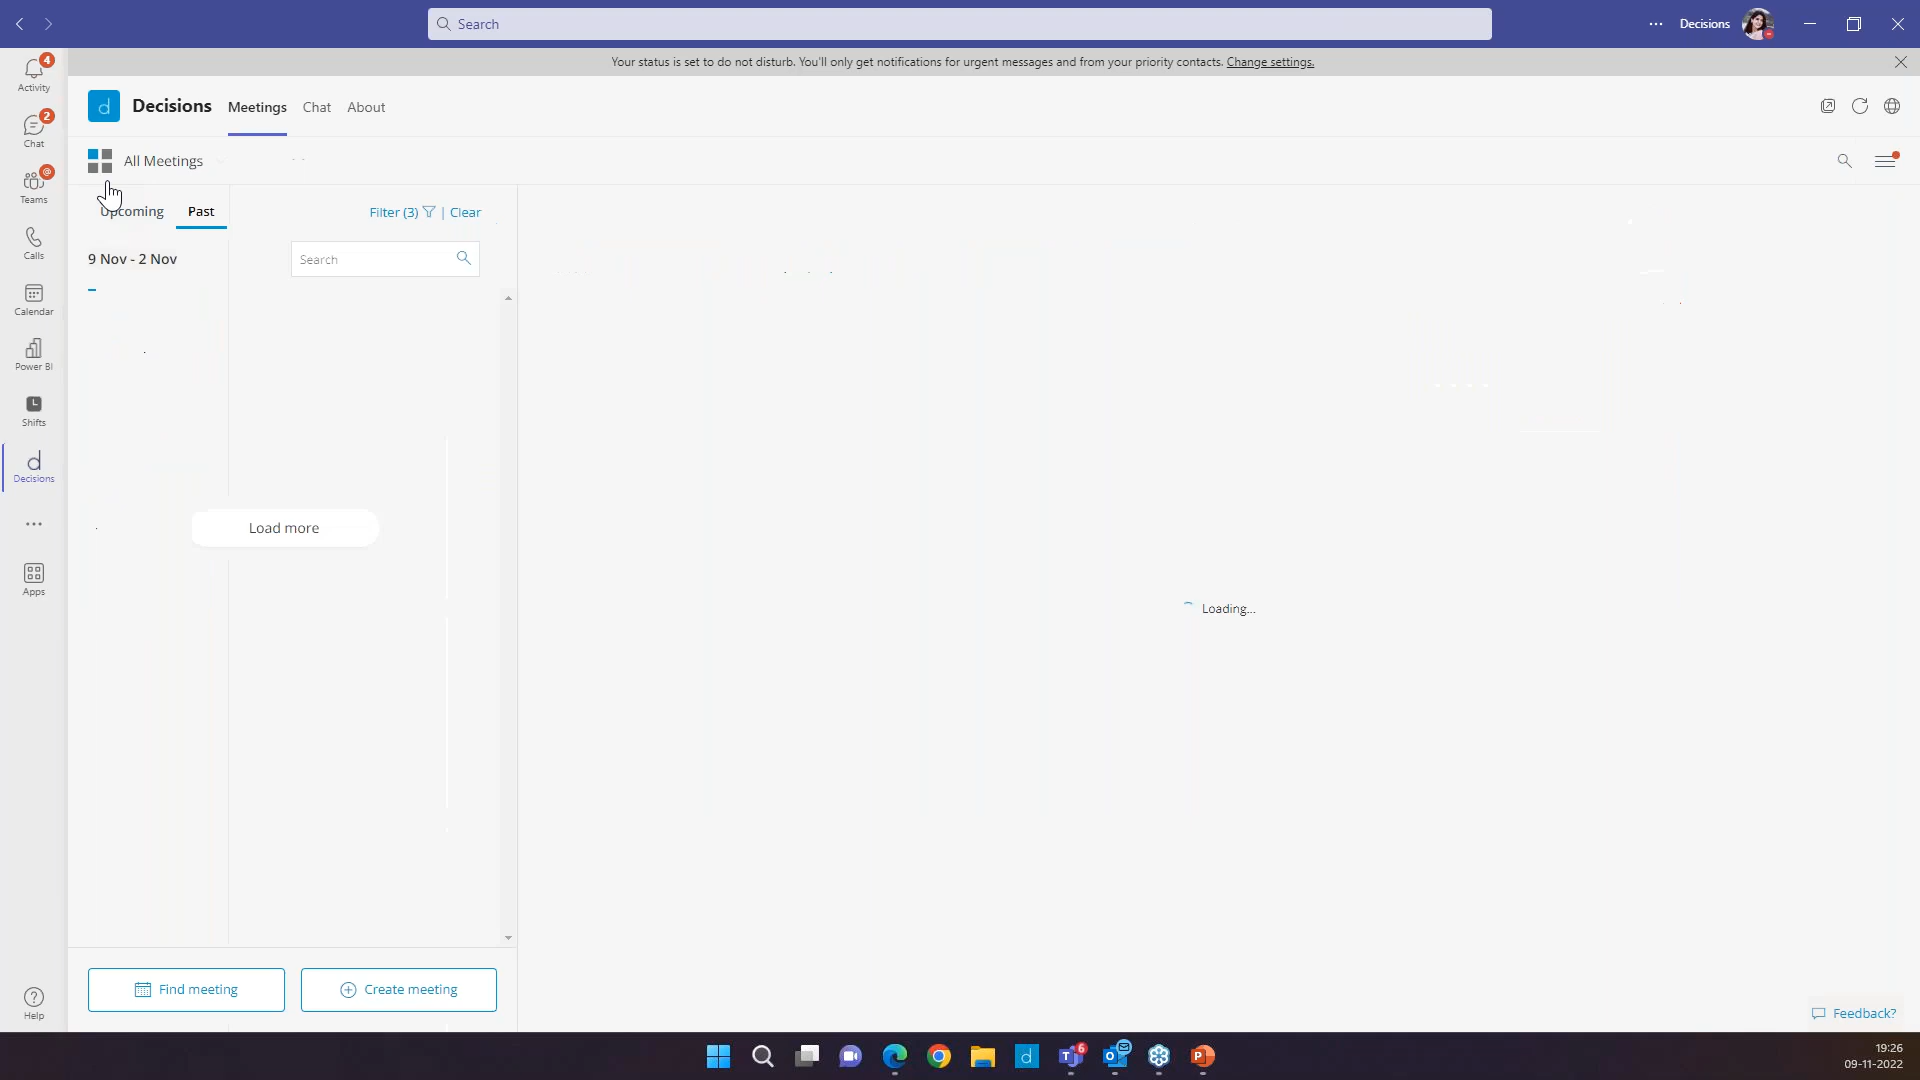 Search
Decisions
Your status is set to do not disturb. You'll only get notifications for urgent messages and from your priority contacts. Change settings.
4
Activity
2
Chat
@
Teams
Calls
Calendar
Power BI
Shifts
d
Decisions
Apps
Help
d Decisions Meetings Chat About
All Meetings
Upcoming Past Filter (3) | Clear
9 Nov - 2 Nov Search
Load more
Loading...
Find meeting Create meeting
Feedback?
d T 6 O P
19:26
09-11-2022